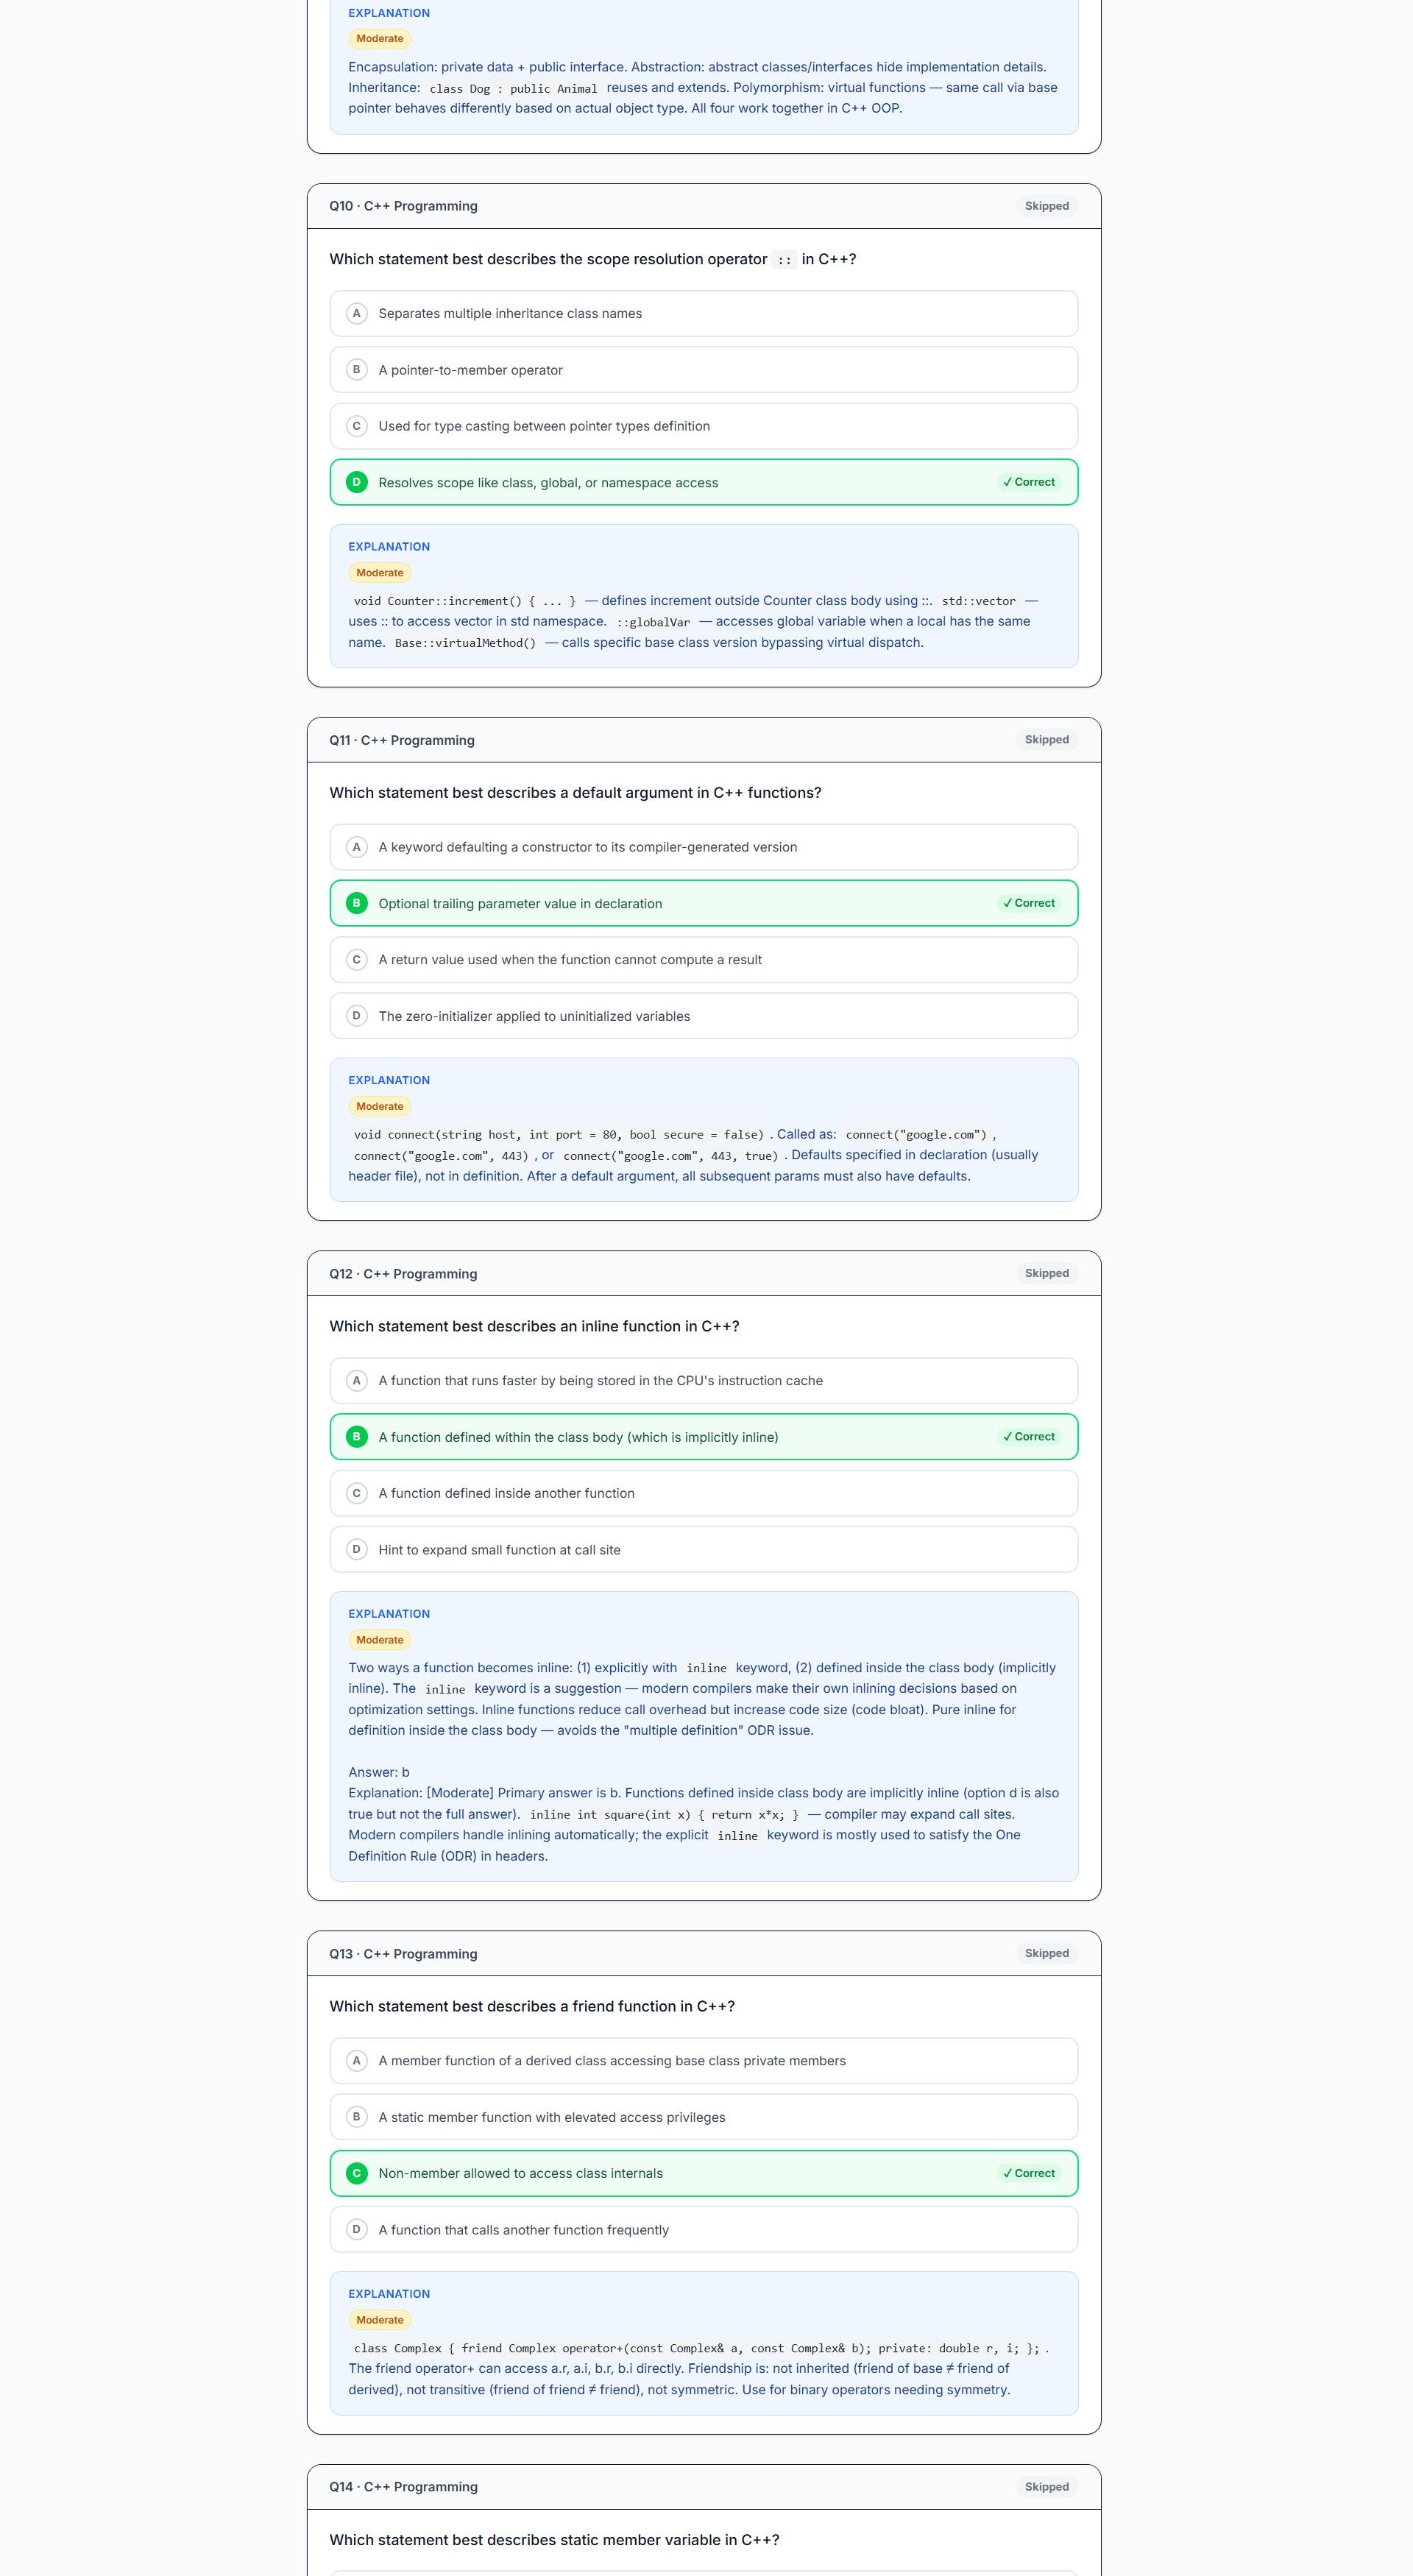 EXPLANATION
Moderate
Encapsulation: private data + public interface. Abstraction: abstract classes/interfaces hide implementation details.
Inheritance: class Dog : public Animal reuses and extends. Polymorphism: virtual functions — same call via base
pointer behaves differently based on actual object type. All four work together in C++ OOP.
Q10 · C++ Programming
Skipped
Which statement best describes the scope resolution operator :: in C++?
A Separates multiple inheritance class names
B A pointer-to-member operator
C Used for type casting between pointer types definition
D Resolves scope like class, global, or namespace access ✓ Correct
EXPLANATION
Moderate
void Counter::increment() { ... } — defines increment outside Counter class body using ::. std::vector —
uses :: to access vector in std namespace. ::globalVar — accesses global variable when a local has the same
name. Base::virtualMethod() — calls specific base class version bypassing virtual dispatch.
Q11 · C++ Programming
Skipped
Which statement best describes a default argument in C++ functions?
A A keyword defaulting a constructor to its compiler-generated version
B Optional trailing parameter value in declaration ✓ Correct
C A return value used when the function cannot compute a result
D The zero-initializer applied to uninitialized variables
EXPLANATION
Moderate
void connect(string host, int port = 80, bool secure = false) . Called as: connect("google.com") ,
connect("google.com", 443) , or connect("google.com", 443, true) . Defaults specified in declaration (usually
header file), not in definition. After a default argument, all subsequent params must also have defaults.
Q12 · C++ Programming
Skipped
Which statement best describes an inline function in C++?
A A function that runs faster by being stored in the CPU's instruction cache
B A function defined within the class body (which is implicitly inline) ✓ Correct
C A function defined inside another function
D Hint to expand small function at call site
EXPLANATION
Moderate
Two ways a function becomes inline: (1) explicitly with inline keyword, (2) defined inside the class body (implicitly
inline). The inline keyword is a suggestion — modern compilers make their own inlining decisions based on
optimization settings. Inline functions reduce call overhead but increase code size (code bloat). Pure inline for
definition inside the class body — avoids the "multiple definition" ODR issue.
Answer: b
Explanation: [Moderate] Primary answer is b. Functions defined inside class body are implicitly inline (option d is also
true but not the full answer). inline int square(int x) { return x*x; } — compiler may expand call sites.
Modern compilers handle inlining automatically; the explicit inline keyword is mostly used to satisfy the One
Definition Rule (ODR) in headers.
Q13 · C++ Programming
Skipped
Which statement best describes a friend function in C++?
A A member function of a derived class accessing base class private members
B A static member function with elevated access privileges
C Non-member allowed to access class internals ✓ Correct
D A function that calls another function frequently
EXPLANATION
Moderate
class Complex { friend Complex operator+(const Complex& a, const Complex& b); private: double r, i; }; .
The friend operator+ can access a.r, a.i, b.r, b.i directly. Friendship is: not inherited (friend of base ≠ friend of
derived), not transitive (friend of friend ≠ friend), not symmetric. Use for binary operators needing symmetry.
Q14 · C++ Programming
Skipped
Which statement best describes static member variable in C++?